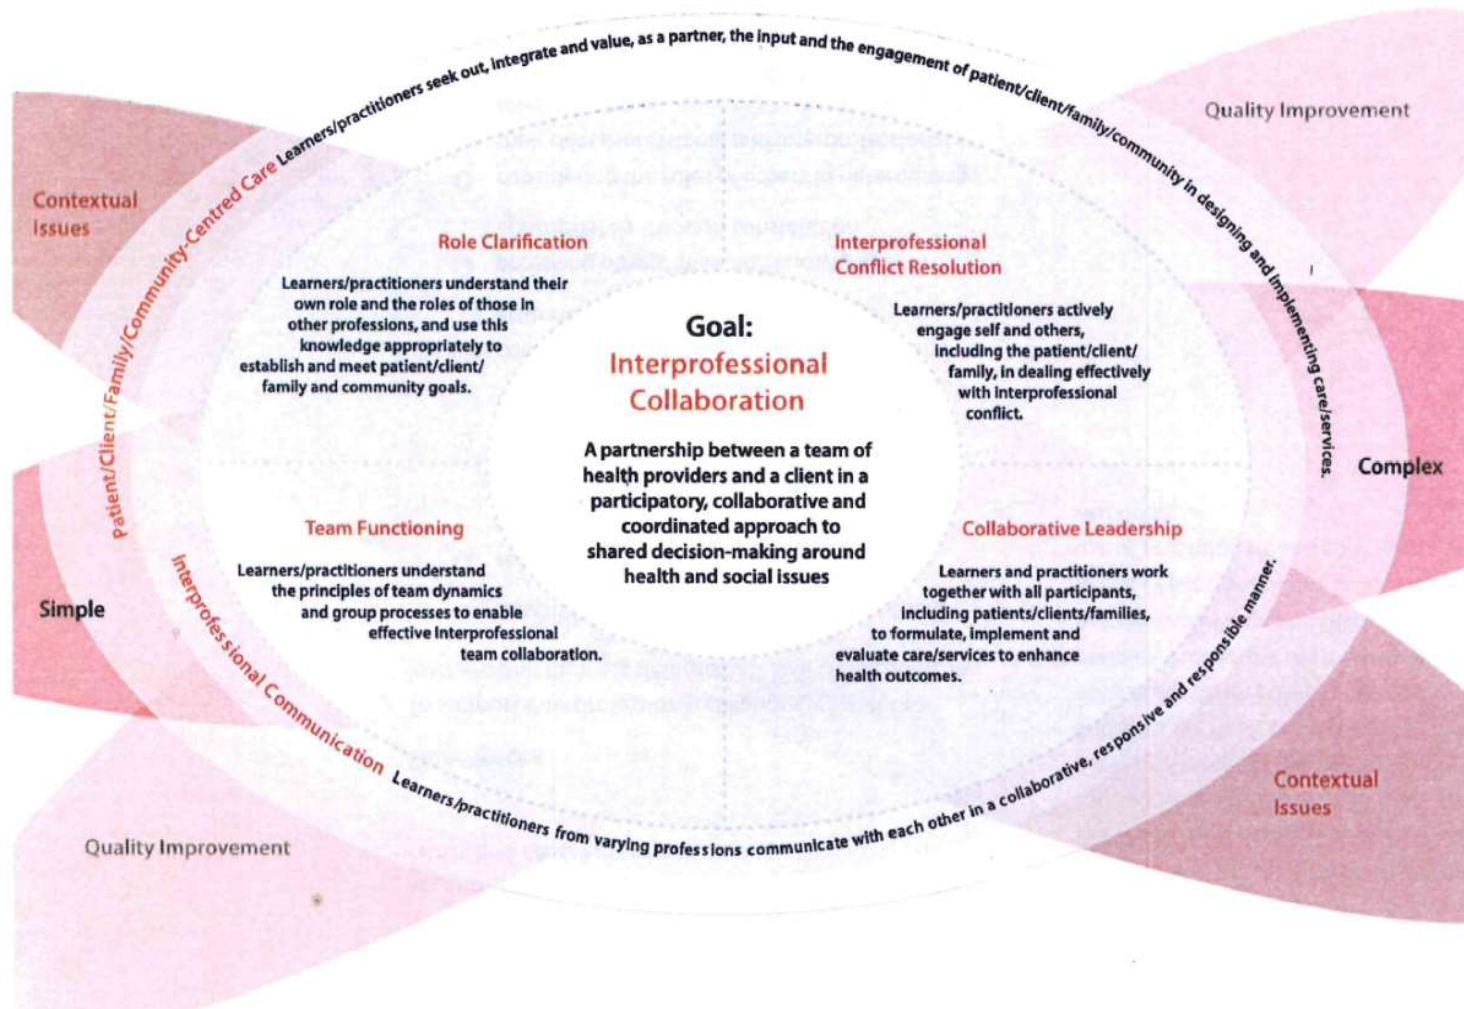 Patient/Client/Family/Community-Centred Care Learners/practitioners seek out, integrate and value, as a partner, the input and the engagement of patient/client/family/community in designing and implementing care/services.
Quality Improvement
Contextual
Issues
Role Clarification
Learners/practitioners understand their
own role and the roles of those in
other professions, and use this
knowledge appropriately to
establish and meet patient/client/
family and community goals.
Interprofessional
Conflict Resolution
Learners/practitioners actively
engage self and others,
including the patient/client/
family, in dealing effectively
with interprofessional
conflict.
Goal:
Interprofessional
Collaboration
A partnership between a team of
health providers and a client in a
participatory, collaborative and
coordinated approach to
shared decision-making around
health and social issues
Complex
Team Functioning
Learners/practitioners understand
the principles of team dynamics
and group processes to enable
effective Interprofessional
team collaboration.
Collaborative Leadership
Learners and practitioners work
together with all participants,
including patients/clients/families,
to formulate, implement and
evaluate care/services to enhance
health outcomes.
Simple
Interprofessional Communication Learners/practitioners from varying professions communicate with each other in a collaborative, responsive and responsible manner.
Contextual
Issues
Quality Improvement